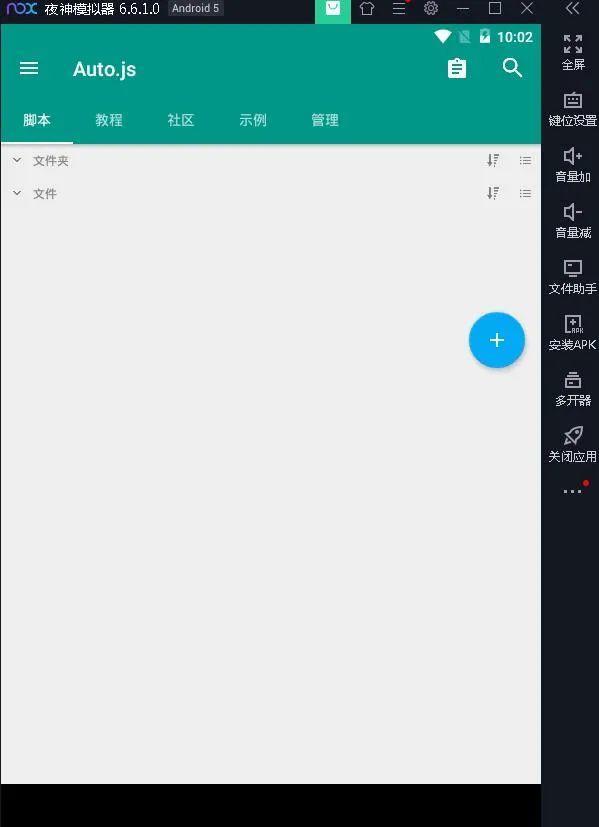 nox 夜神模拟器 6.6.1.0 Android 5
10:02
Auto.js
脚本 教程 社区 示例 管理
文件夹
文件
全屏
键位设置
音量加
音量减
文件助手
APK
安装APK
多开器
关闭应用